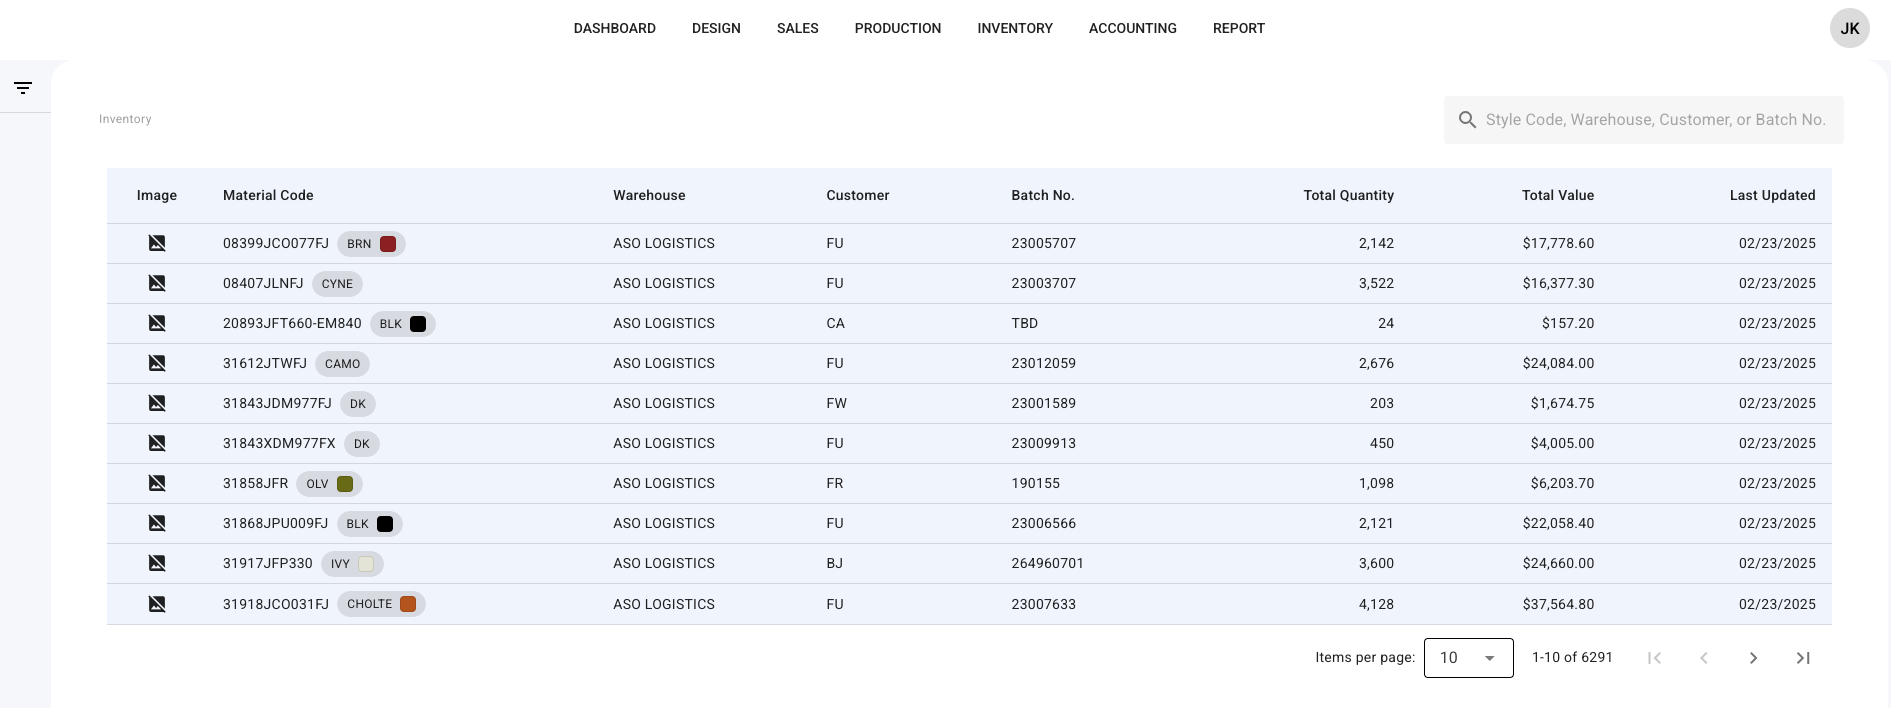 DASHBOARD DESIGN SALES PRODUCTION INVENTORY ACCOUNTING REPORT JK
Inventory
Style Code, Warehouse, Customer, or Batch No.
Image Material Code Warehouse Customer Batch No. Total Quantity Total Value Last Updated
08399JCO077FJ BRN ASO LOGISTICS FU 23005707 2,142 $17,778.60 02/23/2025
08407JLNFJ CYNE ASO LOGISTICS FU 23003707 3,522 $16,377.30 02/23/2025
20893JFT660-EM840 BLK ASO LOGISTICS CA TBD 24 $157.20 02/23/2025
31612JTWFJ CAMO ASO LOGISTICS FU 23012059 2,676 $24,084.00 02/23/2025
31843JDM977FJ DK ASO LOGISTICS FW 23001589 203 $1,674.75 02/23/2025
31843XDM977FX DK ASO LOGISTICS FU 23009913 450 $4,005.00 02/23/2025
31858JFR OLV ASO LOGISTICS FR 190155 1,098 $6,203.70 02/23/2025
31868JPU009FJ BLK ASO LOGISTICS FU 23006566 2,121 $22,058.40 02/23/2025
31917JFP330 IVY ASO LOGISTICS BJ 264960701 3,600 $24,660.00 02/23/2025
31918JCO031FJ CHOLTE ASO LOGISTICS FU 23007633 4,128 $37,564.80 02/23/2025
Items per page: 10 1-10 of 6291